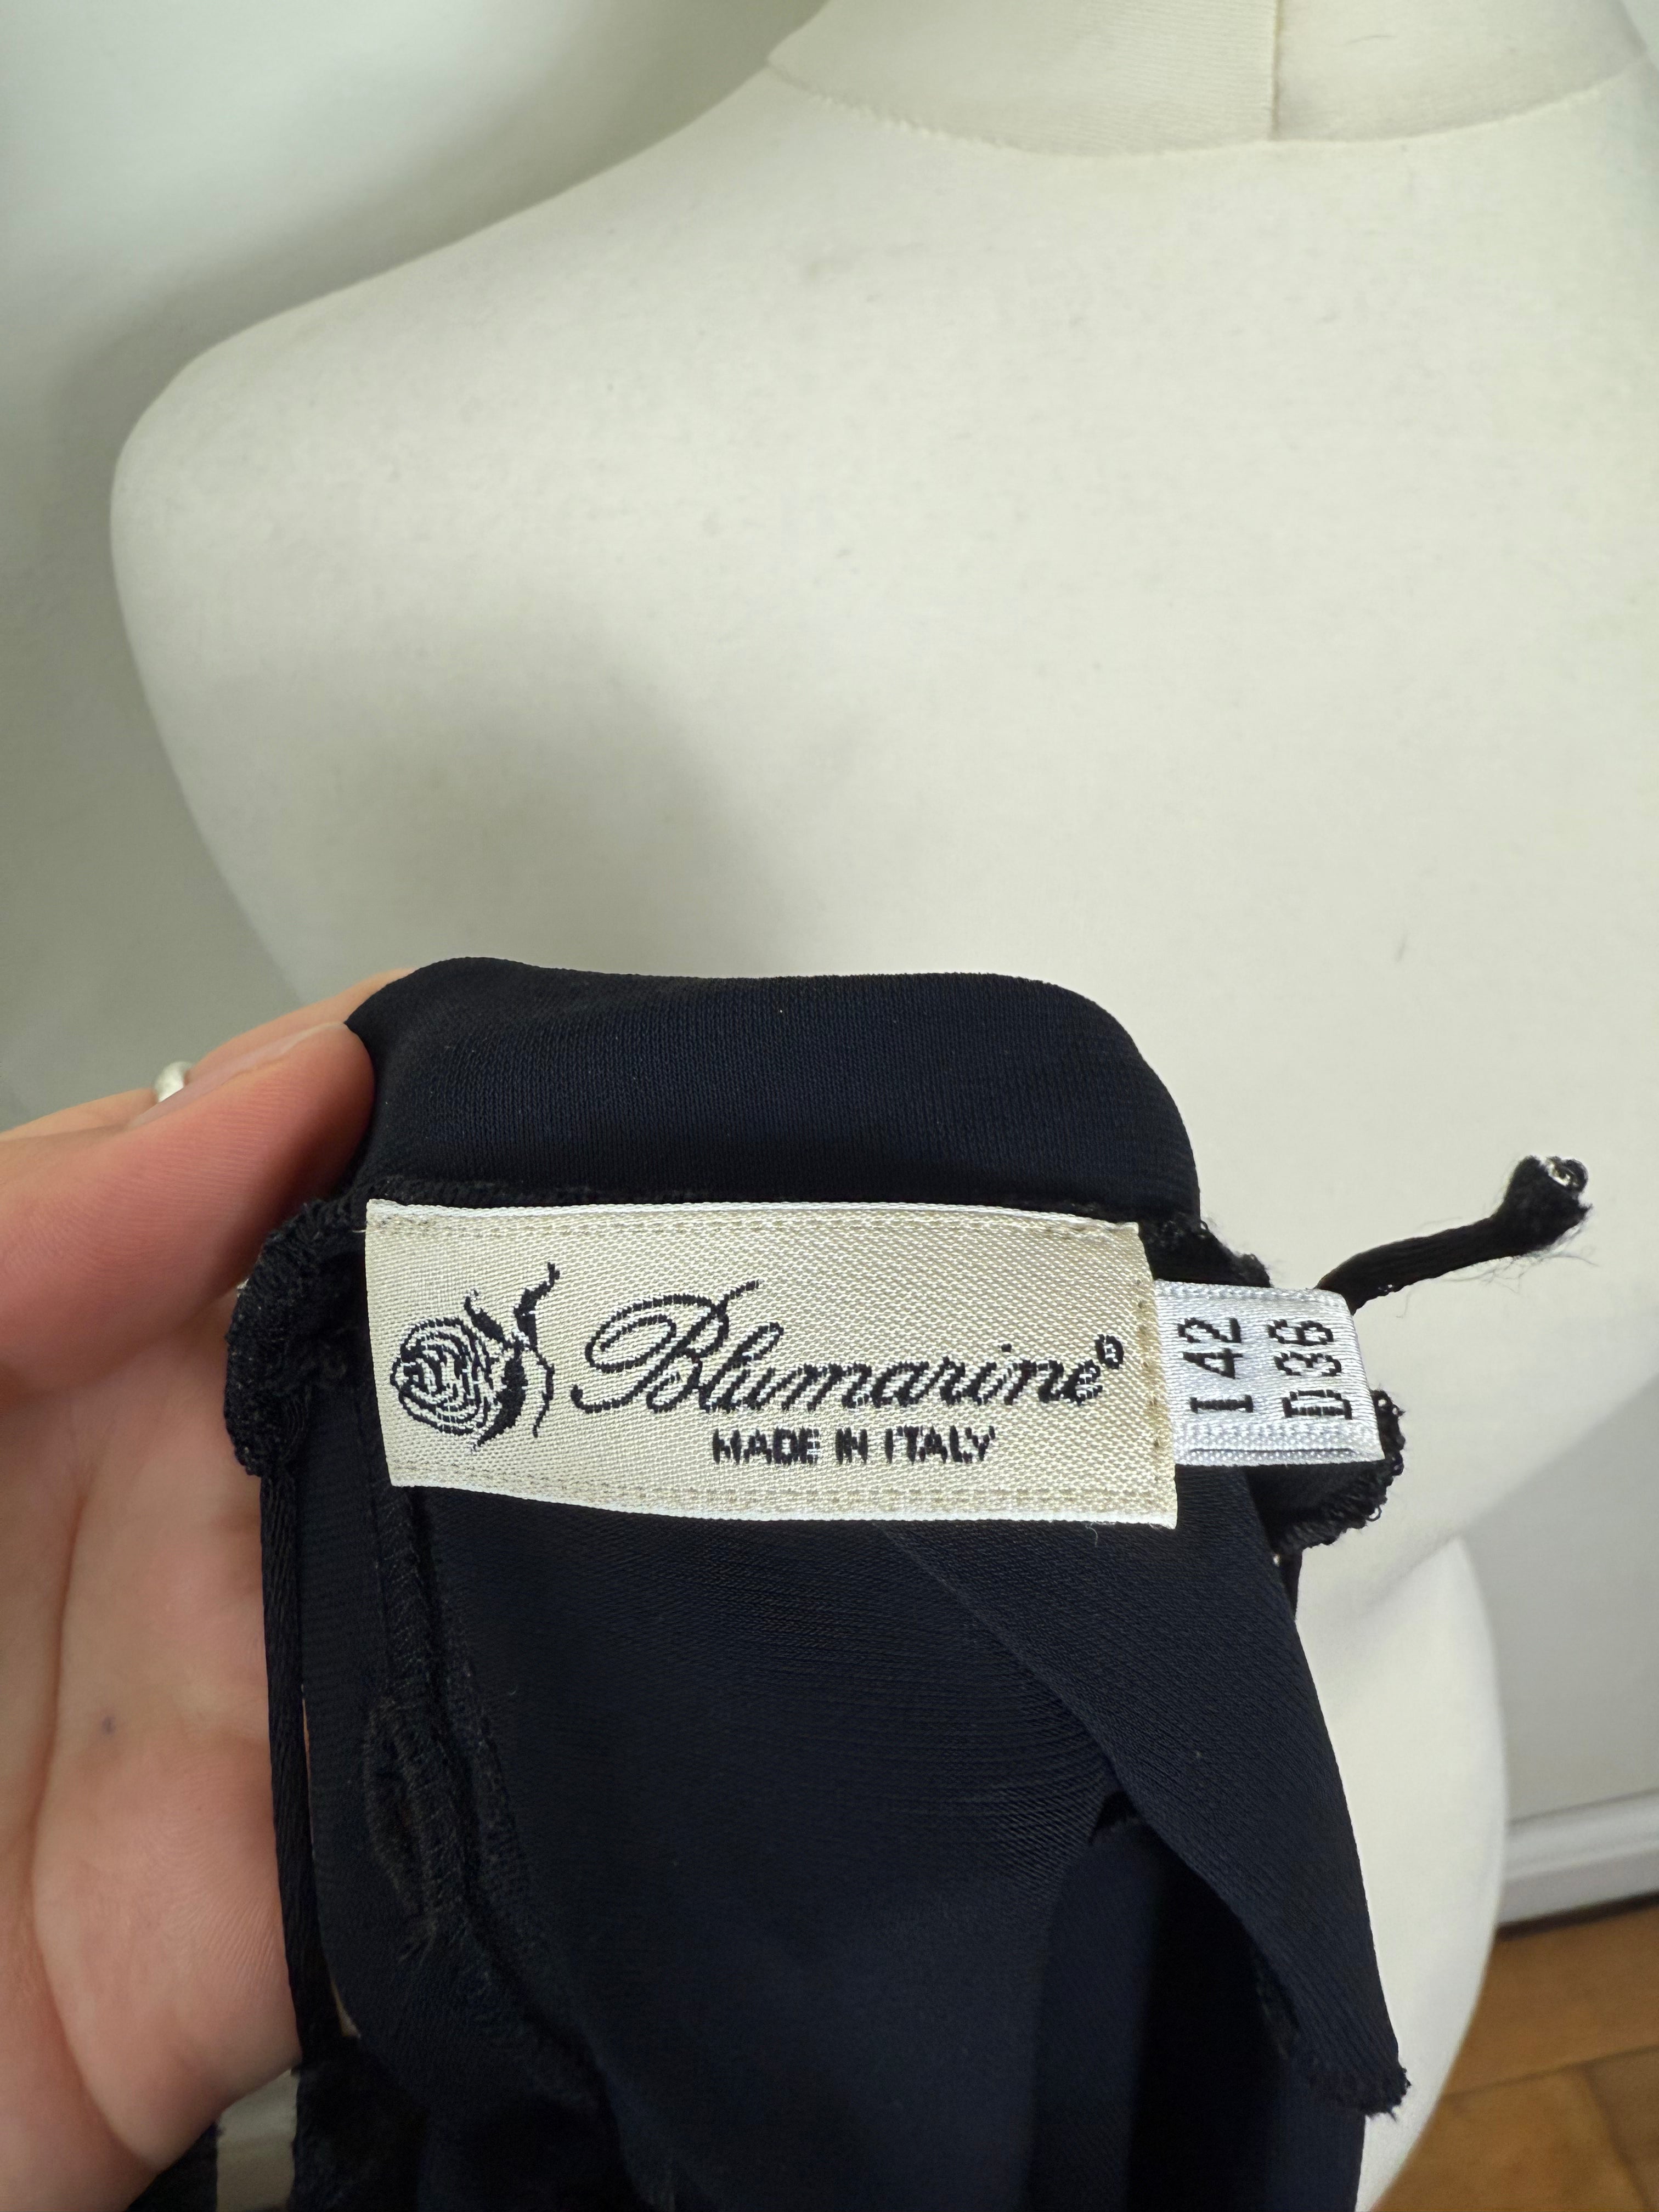 Blumarine®
MADE IN ITALY
I 42
D 36